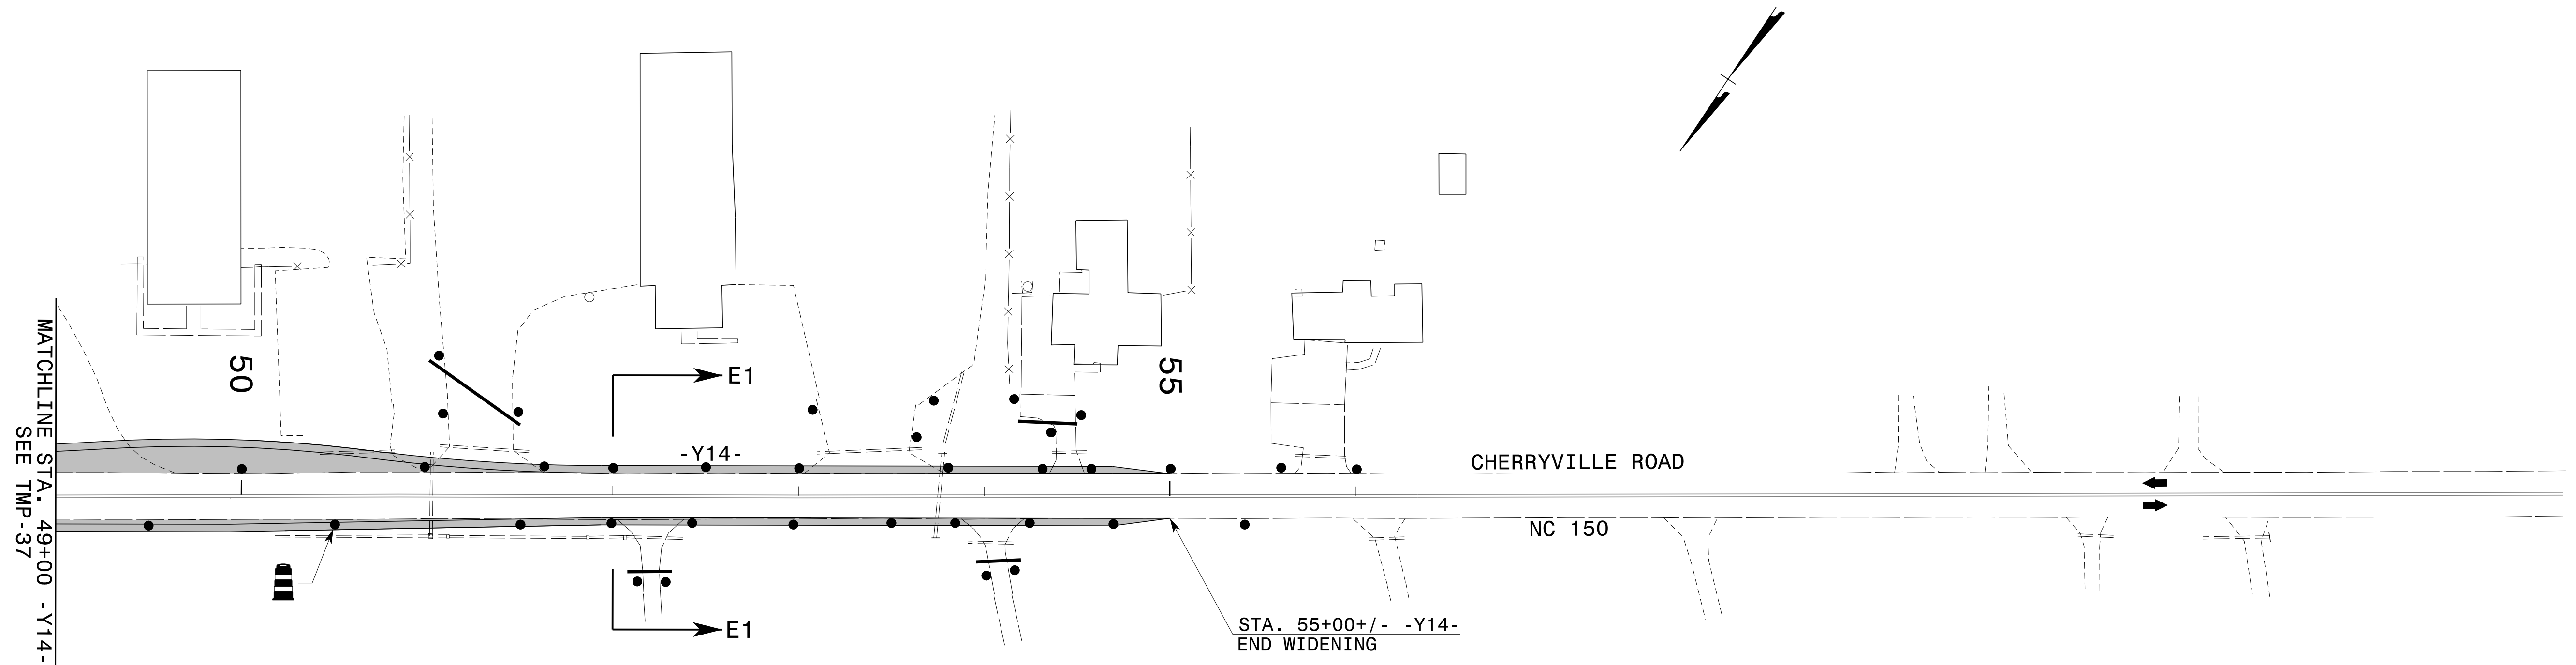 MATCHLINE STA. 49+00 -Y14-
SEE TMP-37
50
E1
-Y14-
55
CHERRYVILLE ROAD
NC 150
E1
STA. 55+00+/- -Y14-
END WIDENING